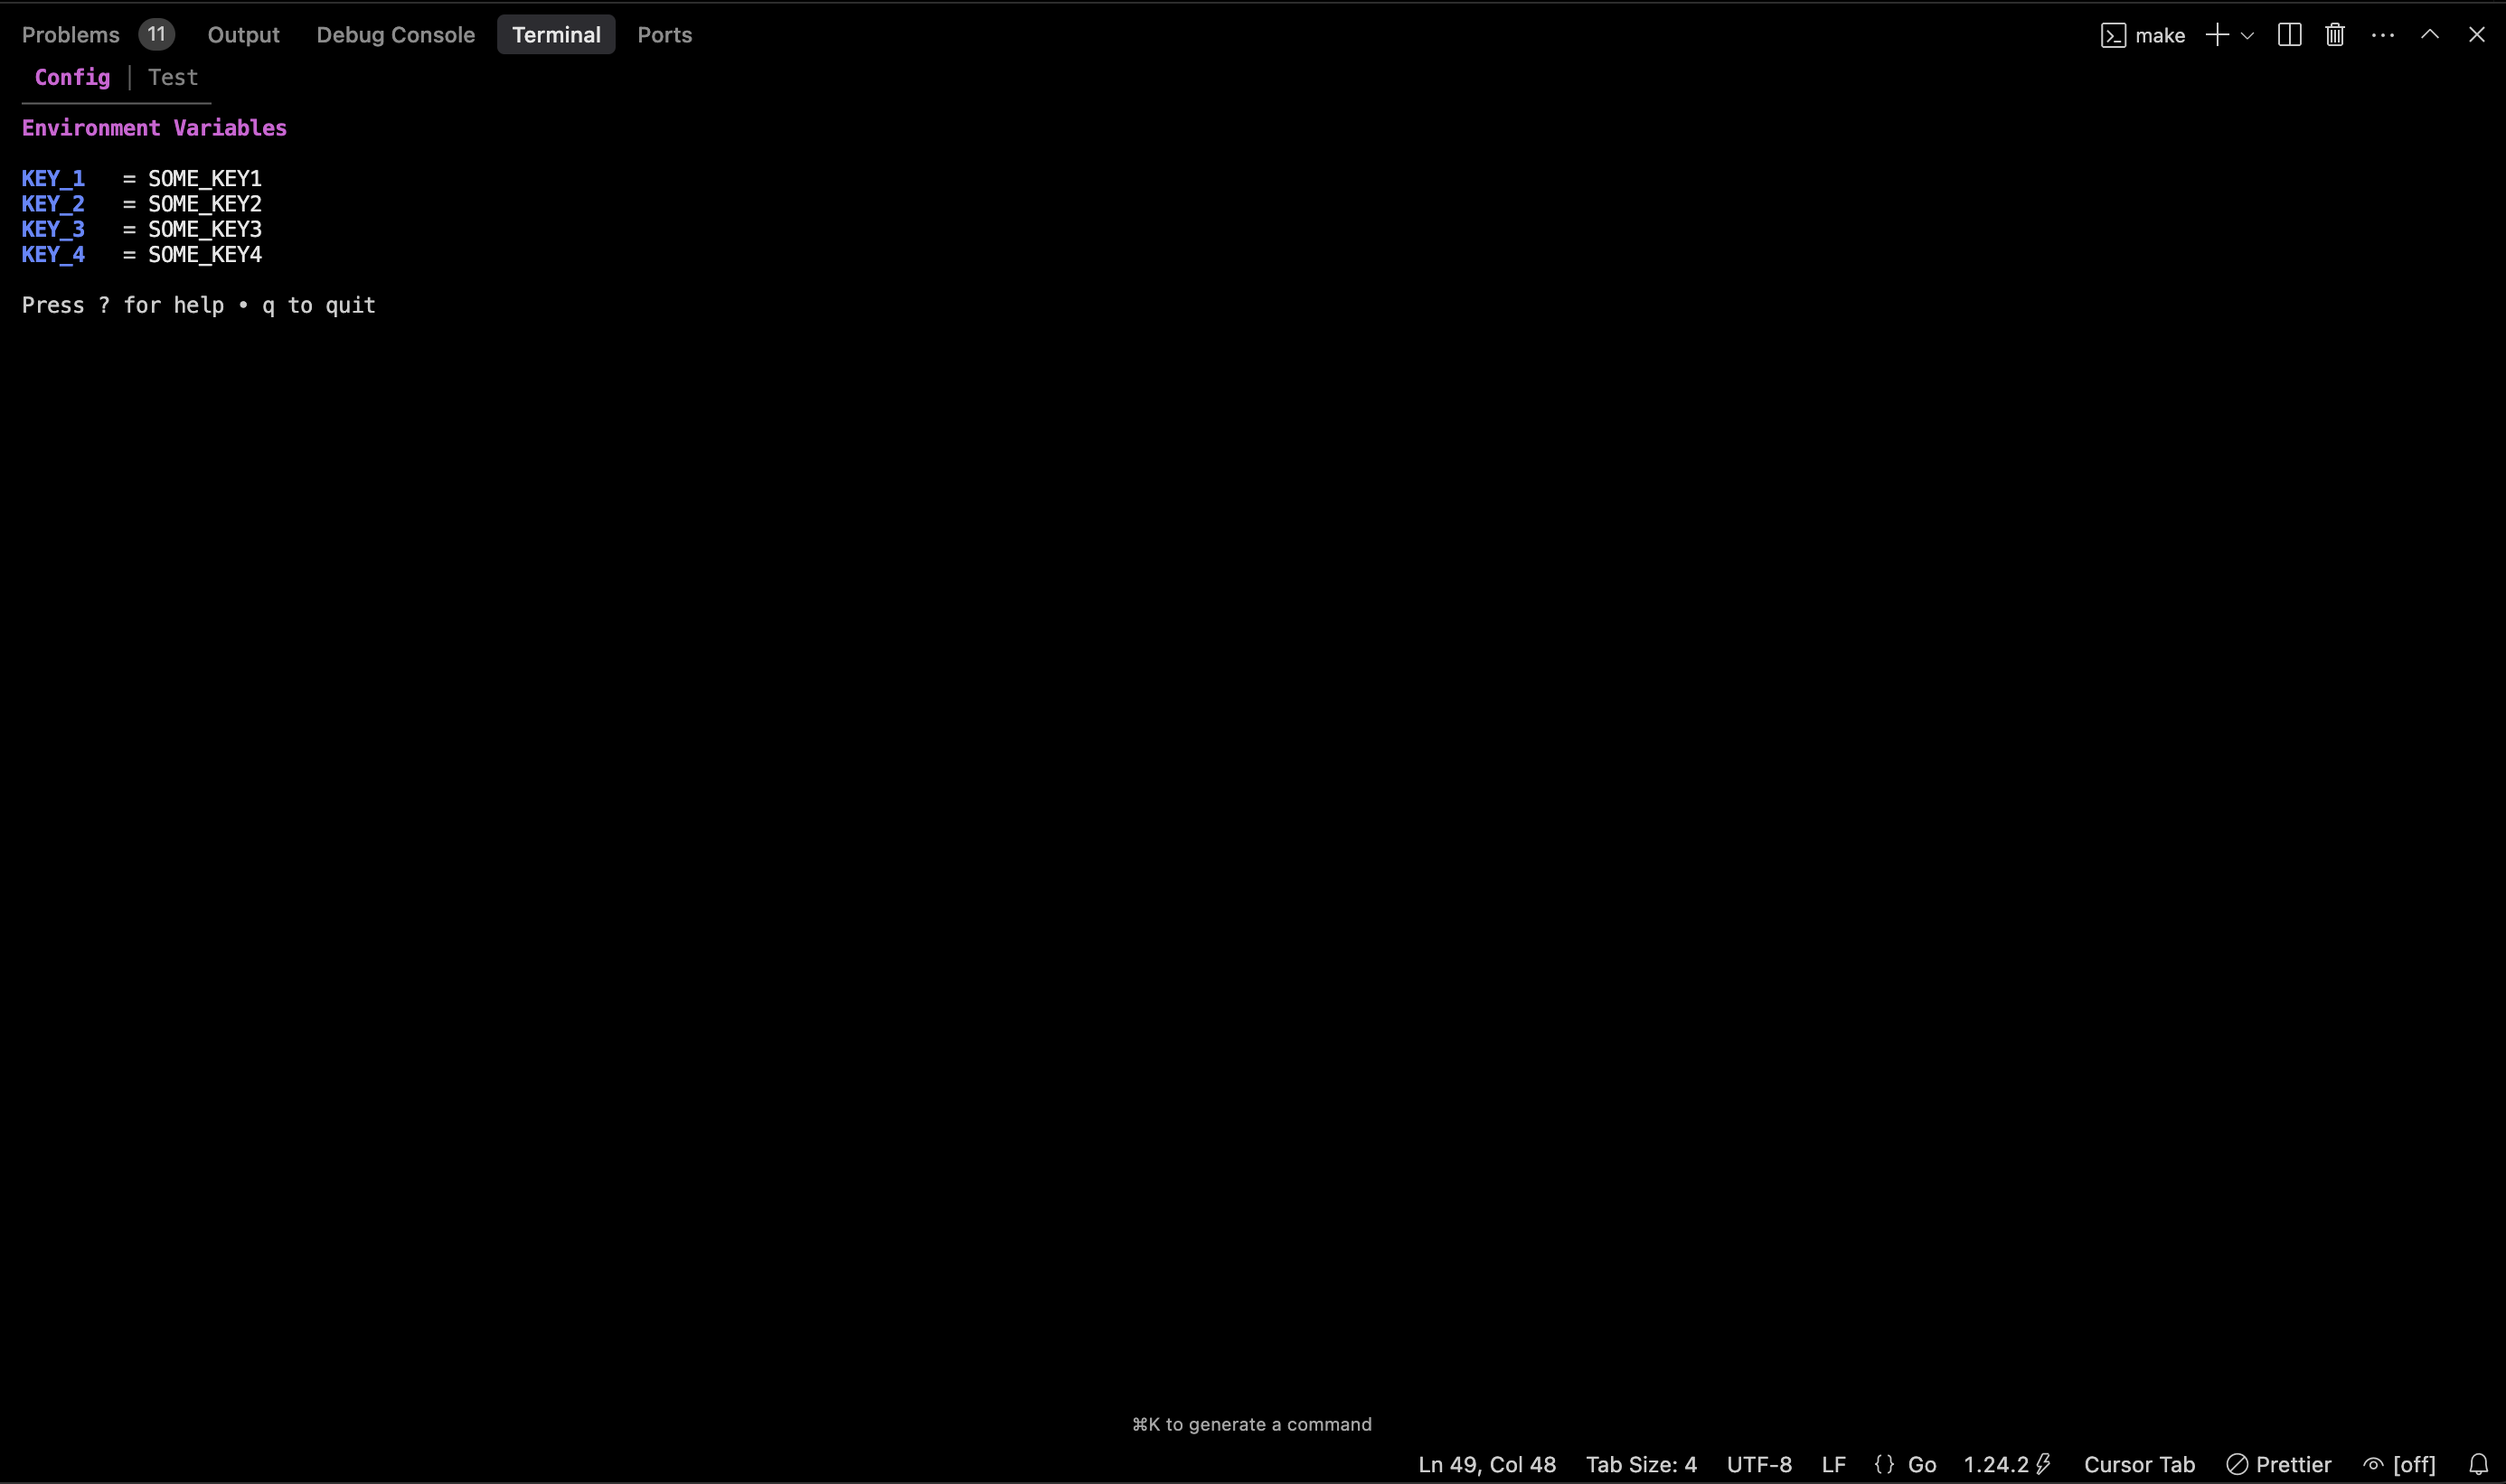 Problems 11 Output Debug Console Terminal Ports make
Config | Test
Environment Variables
KEY_1 = SOME_KEY1
KEY_2 = SOME_KEY2
KEY_3 = SOME_KEY3
KEY_4 = SOME_KEY4
Press ? for help • q to quit
⌘K to generate a command
Ln 49, Col 48 Tab Size: 4 UTF-8 LF {} Go 1.24.2 Cursor Tab Prettier [off]